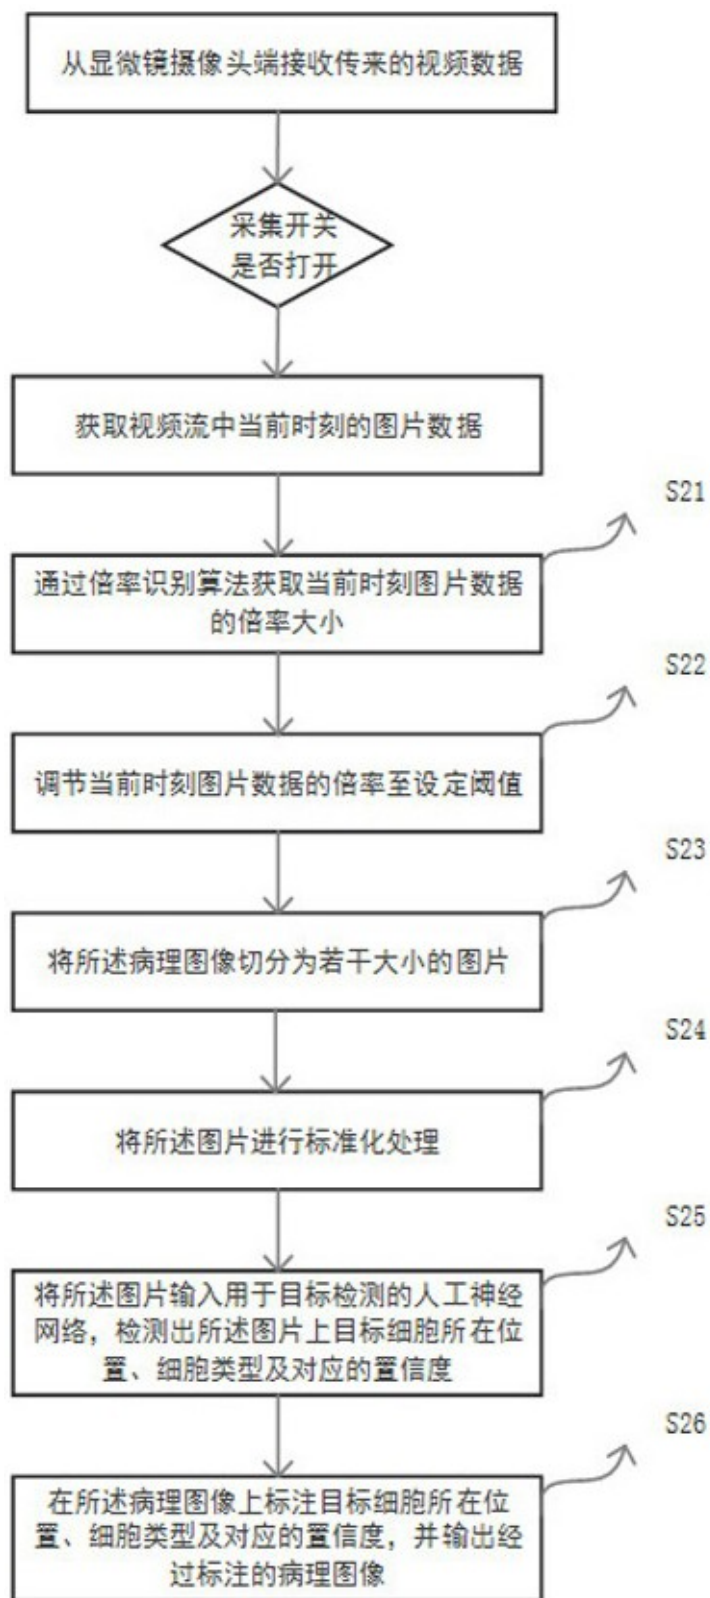 从显微镜摄像头端接收传来的视频数据
采集开关
是否打开
获取视频流中当前时刻的图片数据
S21
通过倍率识别算法获取当前时刻图片数据
的倍率大小
S22
调节当前时刻图片数据的倍率至设定阈值
S23
将所述病理图像切分为若干大小的图片
S24
将所述图片进行标准化处理
S25
将所述图片输入用于目标检测的人工神经
网络，检测出所述图片上目标细胞所在位
置、细胞类型及对应的置信度
S26
在所述病理图像上标注目标细胞所在位
置、细胞类型及对应的置信度，并输出经
过标注的病理图像